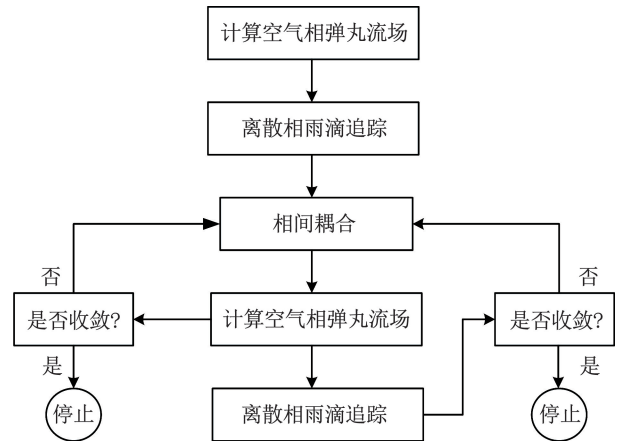 计算空气相弹丸流场
离散相雨滴追踪
相间耦合
否
否
是否收敛?
计算空气相弹丸流场
是否收敛?
是
是
停止
离散相雨滴追踪
停止